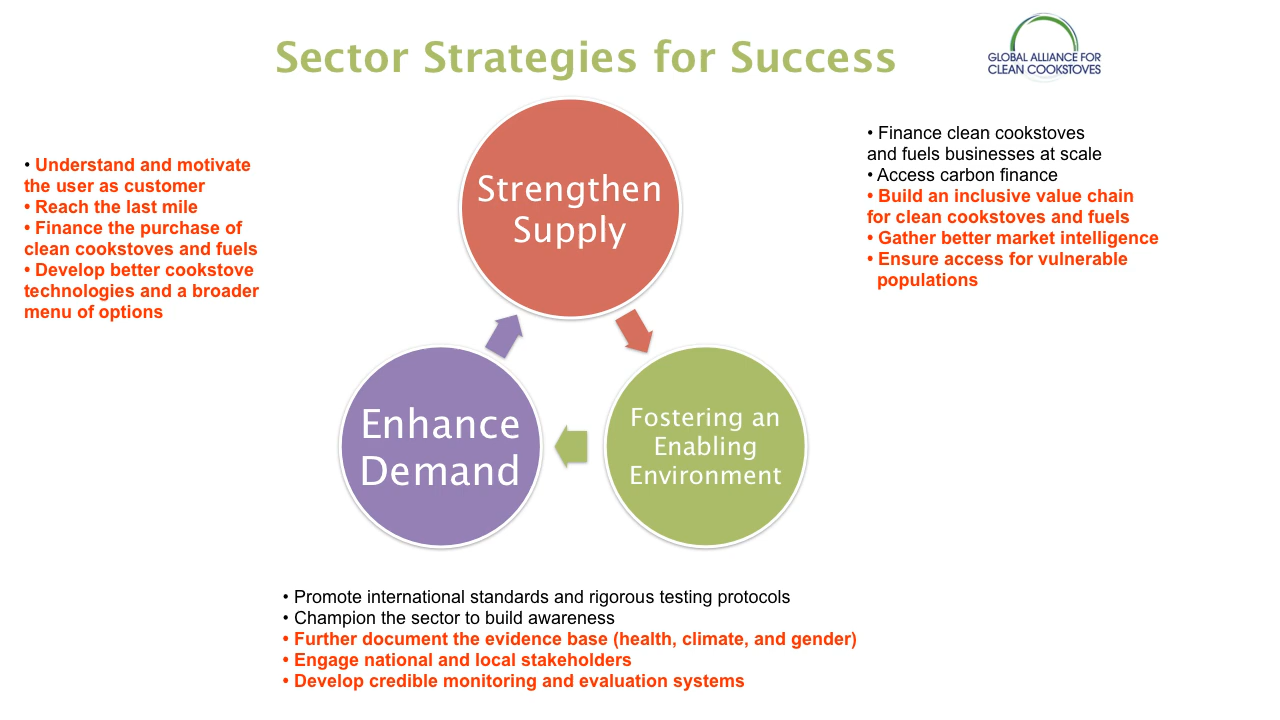 Sector Strategies for Success
GLOBAL ALLIANCE FOR
CLEAN COOKSTOVES
• Understand and motivate
the user as customer
• Reach the last mile
• Finance the purchase of
clean cookstoves and fuels
• Develop better cookstove
technologies and a broader
menu of options
Strengthen
Supply
• Finance clean cookstoves
and fuels businesses at scale
• Access carbon finance
• Build an inclusive value chain
for clean cookstoves and fuels
• Gather better market intelligence
• Ensure access for vulnerable
populations
Enhance
Demand
Fostering an
Enabling
Environment
• Promote international standards and rigorous testing protocols
• Champion the sector to build awareness
• Further document the evidence base (health, climate, and gender)
• Engage national and local stakeholders
• Develop credible monitoring and evaluation systems